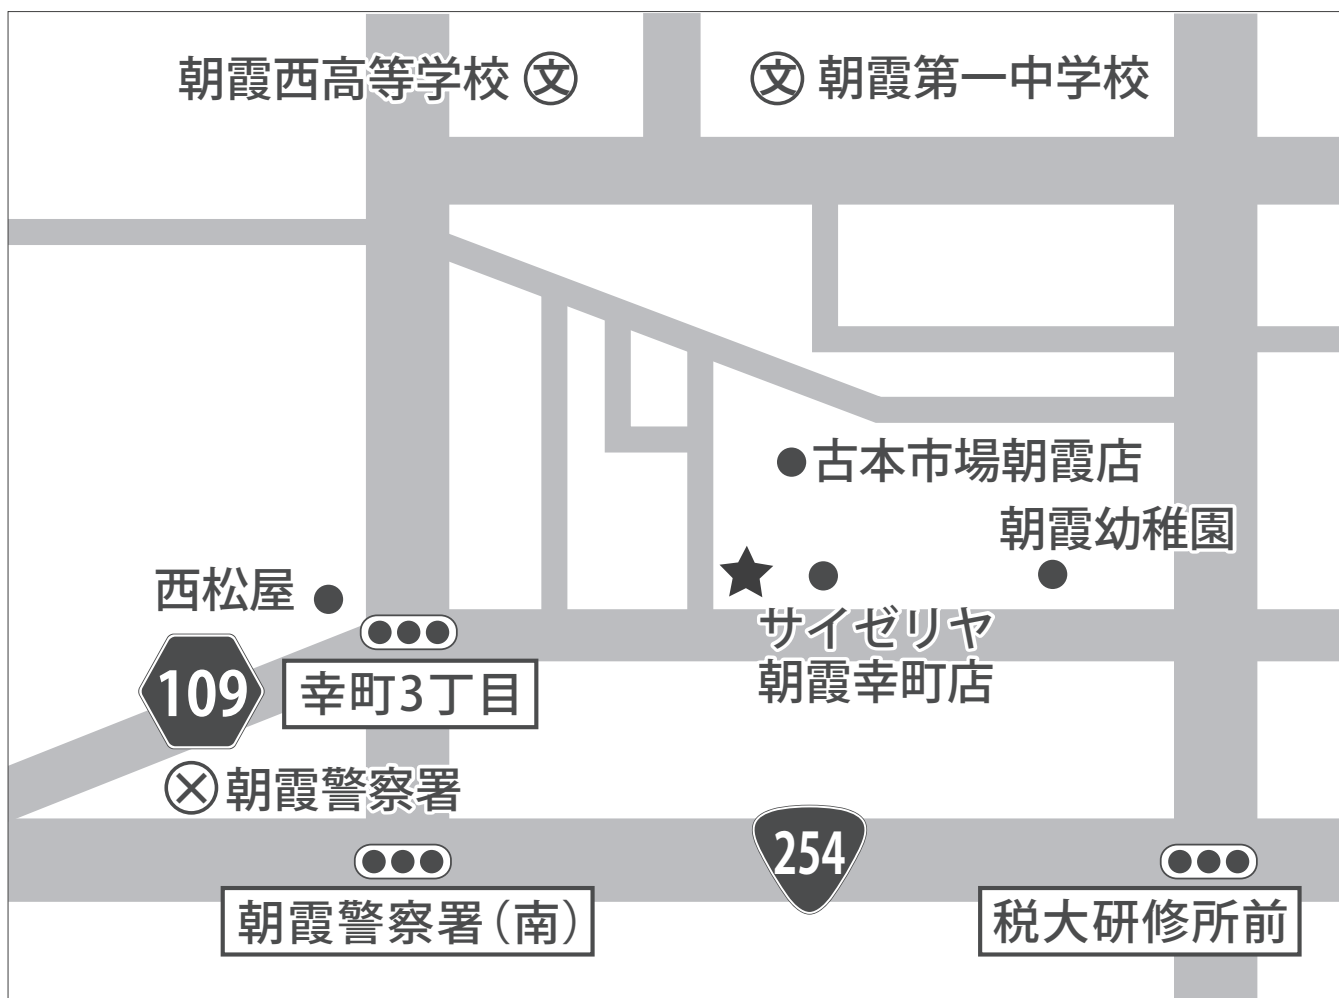 朝霞西高等学校 文
文 朝霞第一中学校
古本市場朝霞店
朝霞幼稚園
西松屋
サイゼリヤ
朝霞幸町店
109
幸町3丁目
朝霞警察署
254
朝霞警察署(南)
税大研修所前